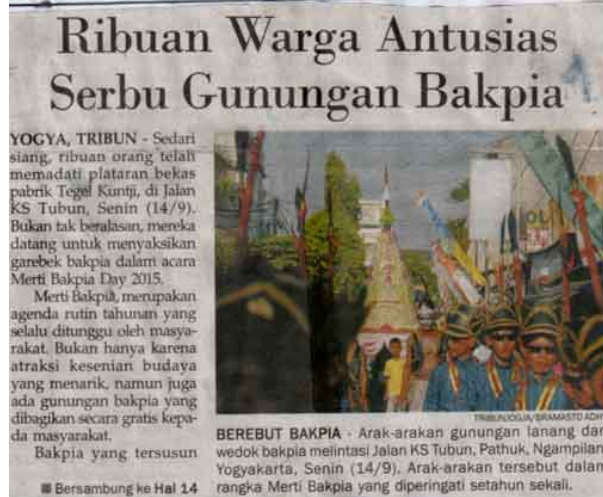 Ribuan Warga Antusias
Serbu Gunungan Bakpia
1
YOGYA, TRIBUN - Sedari
siang, ribuan orang telah
memadati plataran bekas
pabrik Tegel Kuntji, di Jalan
KS Tubun, Senin (14/9).
Bukan tak beralasan, mereka
datang untuk menyaksikan
garebek bakpia dalam acara
Merti Bakpia Day 2015.
Merti Bakpia, merupakan
agenda rutin tahunan yang
selalu ditunggu oleh masya-
rakat. Bukan hanya karena
atraksi kesenian budaya
yang menarik, namun juga
ada gunungan bakpia yang
dibagikan secara gratis kepa-
da masyarakat.
Bakpia yang tersusun
■ Bersambung ke Hal 14
TRIBUNJOGJA/BRAMASTO ADHY
BEREBUT BAKPIA - Arak-arakan gunungan lanang dan
wedok bakpia melintasi Jalan KS Tubun, Pathuk, Ngampilan
Yogyakarta, Senin (14/9). Arak-arakan tersebut dalam
rangka Merti Bakpia yang diperingati setahun sekali.